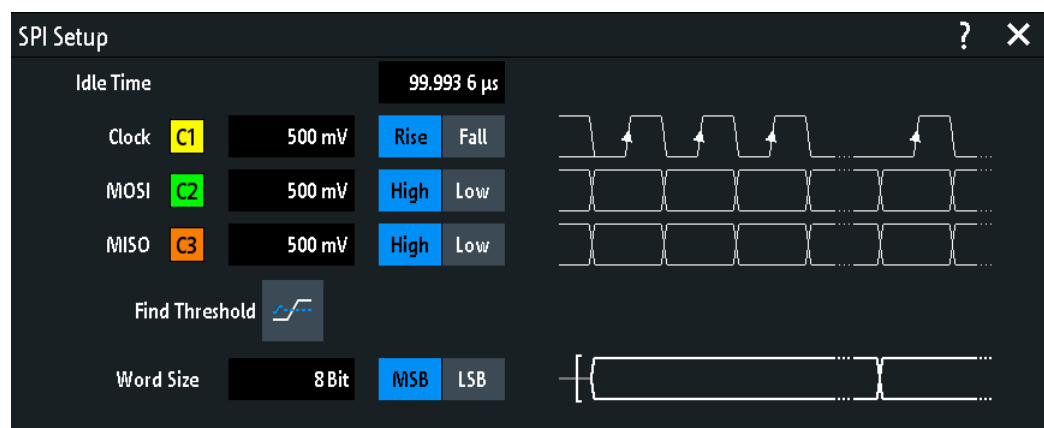 SPI Setup ? ✕
Idle Time 99.993 6 µs
Clock C1 500 mV Rise Fall
MOSI C2 500 mV High Low
MISO C3 500 mV High Low
Find Threshold
Word Size 8 Bit MSB LSB